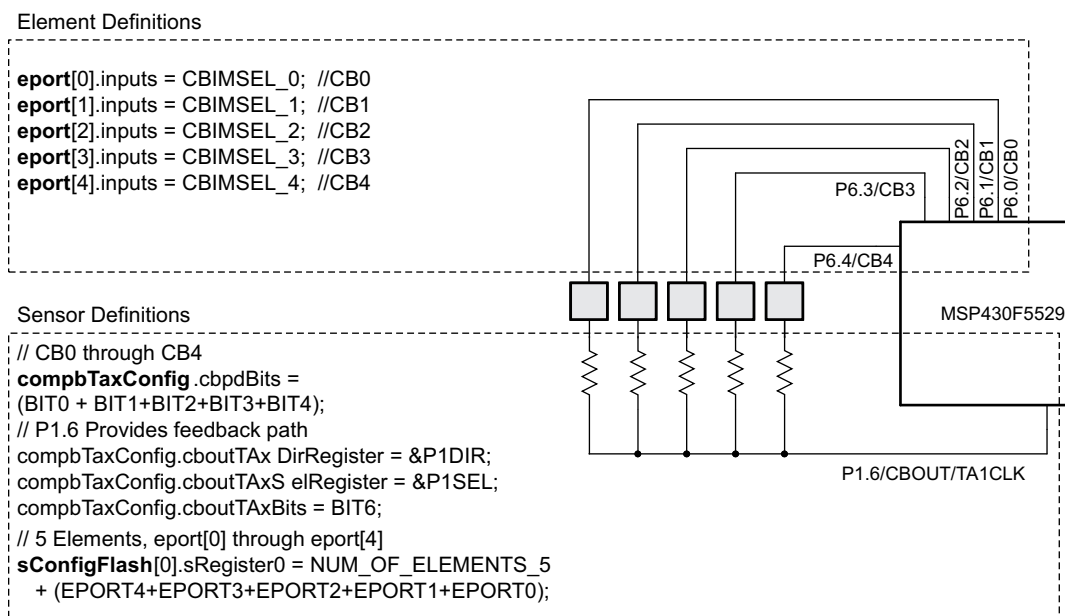 Element Definitions
eport[0].inputs = CBIMSEL_0; //CB0
eport[1].inputs = CBIMSEL_1; //CB1
eport[2].inputs = CBIMSEL_2; //CB2
eport[3].inputs = CBIMSEL_3; //CB3
eport[4].inputs = CBIMSEL_4; //CB4
P6.3/CB3
P6.2/CB2
P6.1/CB1
P6.0/CB0
P6.4/CB4
MSP430F5529
Sensor Definitions
// CB0 through CB4
compbTaxConfig .cbpdBits =
(BIT0 + BIT1+BIT2+BIT3+BIT4);
// P1.6 Provides feedback path
compbTaxConfig.cboutTAx DirRegister = &P1DIR;
compbTaxConfig.cboutTAxS elRegister = &P1SEL;
compbTaxConfig.cboutTAxBits = BIT6;
// 5 Elements, eport[0] through eport[4]
sConfigFlash[0].sRegister0 = NUM_OF_ELEMENTS_5
+ (EPORT4+EPORT3+EPORT2+EPORT1+EPORT0);
P1.6/CBOUT/TA1CLK